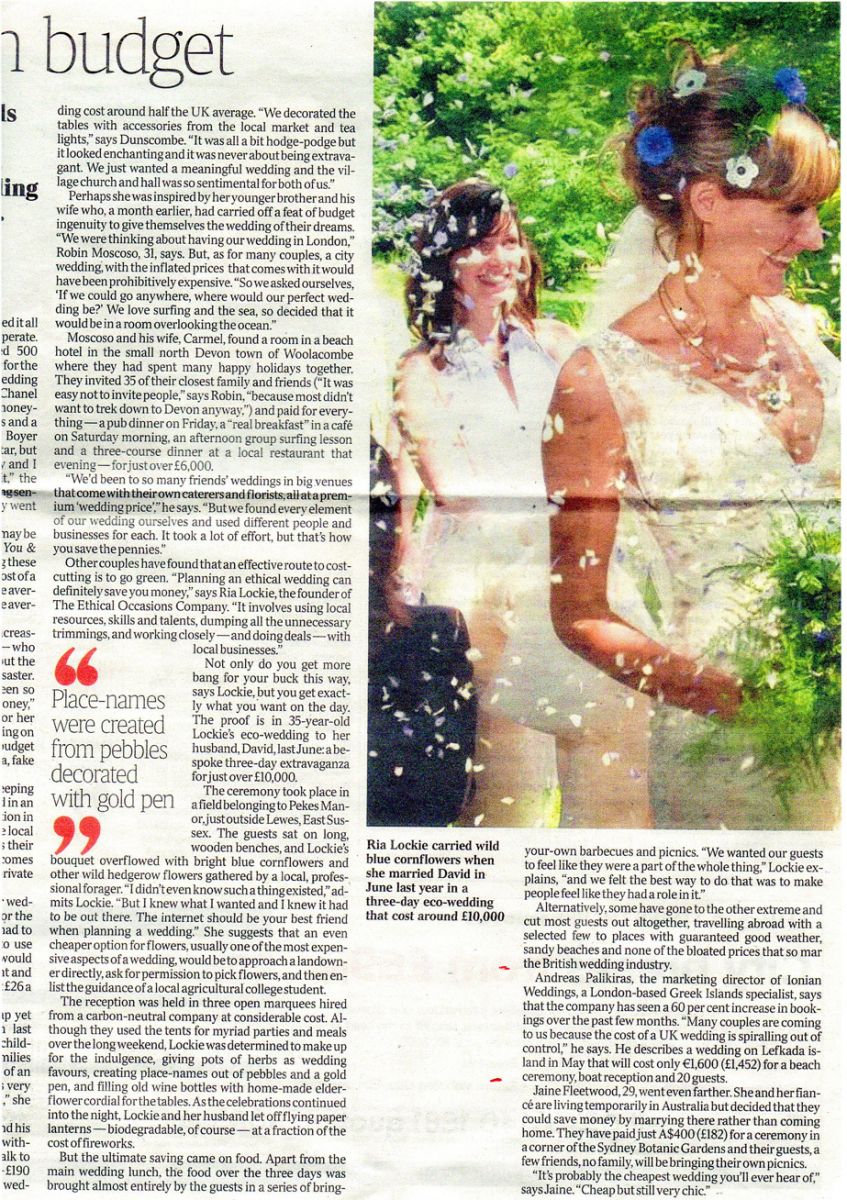 n budget
ls
ling
ed it all
perate.
ed 500
for the
edding
Chanel
noney-
s and a
Boyer
ar, but
y and I
t,” the
ng sen-
y went
may be
You &
g these
ost of a
e aver-
e aver-
creas-
— who
out the
saster.
een so
oney,”
or her
ing on
oudget
a, fake
eeping
l in an
ion in
e local
s their
comes
rivate
wed-
or the
nad to
to use
would
nt and
£26 a
up yet
n last
child-
milies
of an
s very
,” she
nd his
with-
alk to
-£190
wed-
ding cost around half the UK average. “We decorated the
tables with accessories from the local market and tea
lights,” says Dunscombe. “It was all a bit hodge-podge but
it looked enchanting and it was never about being extrava-
gant. We just wanted a meaningful wedding and the vil-
lage church and hall was so sentimental for both of us.”
Perhaps she was inspired by her younger brother and his
wife who, a month earlier, had carried off a feat of budget
ingenuity to give themselves the wedding of their dreams.
“We were thinking about having our wedding in London,”
Robin Moscoso, 31, says. But, as for many couples, a city
wedding, with the inflated prices that comes with it would
have been prohibitively expensive. “So we asked ourselves,
‘If we could go anywhere, where would our perfect wed-
ding be?’ We love surfing and the sea, so decided that it
would be in a room overlooking the ocean.”
Moscoso and his wife, Carmel, found a room in a beach
hotel in the small north Devon town of Woolacombe
where they had spent many happy holidays together.
They invited 35 of their closest family and friends (“It was
easy not to invite people,” says Robin, “because most didn’t
want to trek down to Devon anyway,”) and paid for every-
thing — a pub dinner on Friday, a “real breakfast” in a café
on Saturday morning, an afternoon group surfing lesson
and a three-course dinner at a local restaurant that
evening — for just over £6,000.
“We’d been to so many friends’ weddings in big venues
that come with their own caterers and florists, all at a prem-
ium ‘wedding price’,” he says. “But we found every element
of our wedding ourselves and used different people and
businesses for each. It took a lot of effort, but that’s how
you save the pennies.”
Other couples have found that an effective route to cost-
cutting is to go green. “Planning an ethical wedding can
definitely save you money,” says Ria Lockie, the founder of
The Ethical Occasions Company. “It involves using local
resources, skills and talents, dumping all the unnecessary
trimmings, and working closely — and doing deals — with
local businesses.”
Not only do you get more
bang for your buck this way,
says Lockie, but you get exact-
ly what you want on the day.
The proof is in 35-year-old
Lockie’s eco-wedding to her
husband, David, last June: a be-
spoke three-day extravaganza
for just over £10,000.
The ceremony took place in
a field belonging to Pekes Man-
or, just outside Lewes, East Sus-
sex. The guests sat on long,
wooden benches, and Lockie’s
bouquet overflowed with bright blue cornflowers and
other wild hedgerow flowers gathered by a local, profes-
sional forager. “I didn’t even know such a thing existed,” ad-
mits Lockie. “But I knew what I wanted and I knew it had
to be out there. The internet should be your best friend
when planning a wedding.” She suggests that an even
cheaper option for flowers, usually one of the most expen-
sive aspects of a wedding, would be to approach a landown-
er directly, ask for permission to pick flowers, and then en-
list the guidance of a local agricultural college student.
The reception was held in three open marquees hired
from a carbon-neutral company at considerable cost. Al-
though they used the tents for myriad parties and meals
over the long weekend, Lockie was determined to make up
for the indulgence, giving pots of herbs as wedding
favours, creating place-names out of pebbles and a gold
pen, and filling old wine bottles with home-made elder-
flower cordial for the tables. As the celebrations continued
into the night, Lockie and her husband let off flying paper
lanterns — biodegradable, of course — at a fraction of the
cost of fireworks.
But the ultimate saving came on food. Apart from the
main wedding lunch, the food over the three days was
brought almost entirely by the guests in a series of bring-
“
Place-names
were created
from pebbles
decorated
with gold pen
”
Ria Lockie carried wild
blue cornflowers when
she married David in
June last year in a
three-day eco-wedding
that cost around £10,000
your-own barbecues and picnics. “We wanted our guests
to feel like they were a part of the whole thing,” Lockie ex-
plains, “and we felt the best way to do that was to make
people feel like they had a role in it.”
Alternatively, some have gone to the other extreme and
cut most guests out altogether, travelling abroad with a
selected few to places with guaranteed good weather,
sandy beaches and none of the bloated prices that so mar
the British wedding industry.
Andreas Palikiras, the marketing director of Ionian
Weddings, a London-based Greek Islands specialist, says
that the company has seen a 60 per cent increase in book-
ings over the past few months. “Many couples are coming
to us because the cost of a UK wedding is spiralling out of
control,” he says. He describes a wedding on Lefkada is-
land in May that will cost only €1,600 (£1,452) for a beach
ceremony, boat reception and 20 guests.
Jaine Fleetwood, 29, went even farther. She and her fian-
cé are living temporarily in Australia but decided that they
could save money by marrying there rather than coming
home. They have paid just A$400 (£182) for a ceremony in
a corner of the Sydney Botanic Gardens and their guests, a
few friends, no family, will be bringing their own picnics.
“It’s probably the cheapest wedding you’ll ever hear of,”
says Jaine. “Cheap but still very chic.”